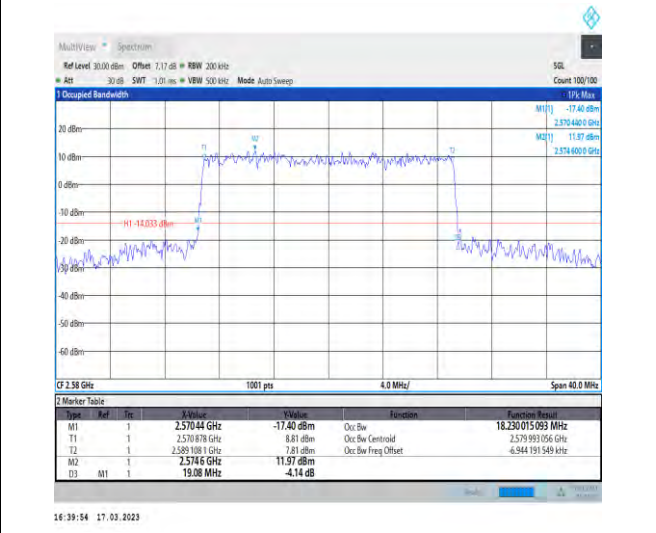 MultiView Spectrum
Ref Level 30.00 dBm Offset 7.17 dB RBW 200 kHz SGL
Att 30 dB SWT 1.01 ms VBW 500 kHz Mode Auto Sweep Count 100/100
1 Occupied Bandwidth 1Pk Max
M1[1] -17.40 dBm
2.570 440 0 GHz
M2[1] 11.97 dBm
2.574 600 0 GHz
20 dBm
M2
T1
T2
10 dBm
0 dBm
-10 dBm
H1 -14.033 dBm
M1
-20 dBm
-30 dBm
-40 dBm
-50 dBm
-60 dBm
CF 2.58 GHz 1001 pts 4.0 MHz/ Span 40.0 MHz
2 Marker Table
Type Ref Trc X-Value Y-Value Function Function Result
M1 1 2.57044 GHz -17.40 dBm Occ Bw 18.230 015 093 MHz
T1 1 2.570 878 GHz 8.81 dBm Occ Bw Centroid 2.579 993 056 GHz
T2 1 2.589 108 1 GHz 7.81 dBm Occ Bw Freq Offset -6.944 191 549 kHz
M2 1 2.5746 GHz 11.97 dBm
D3 M1 1 19.08 MHz -4.14 dB
16:39:54 17.03.2023